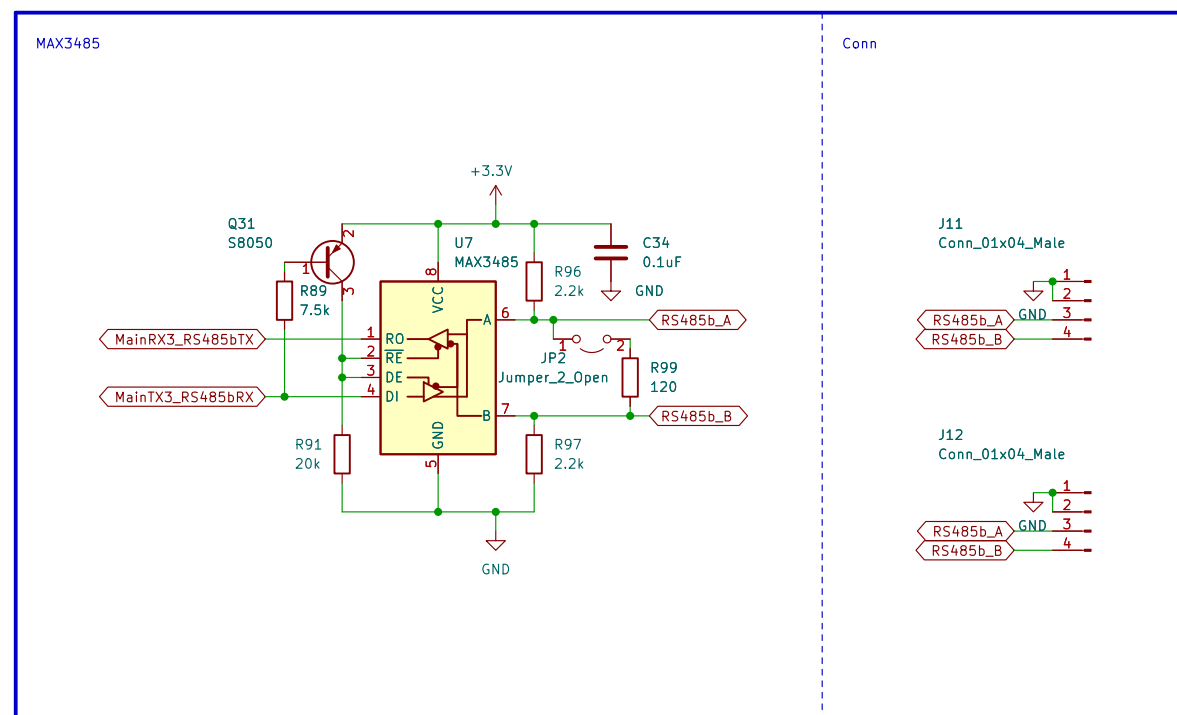 MAX3485
Conn
+3.3V
Q31
S8050
2
1
3
R89
7.5k
U7
MAX3485
C34
0.1uF
GND
R96
2.2k
8
VCC
MainRX3_RS485bTX
1
RO
2
RE
3
DE
MainTX3_RS485bRX
4
DI
A
6
RS485b_A
1
2
JP2
Jumper_2_Open
R99
120
B
7
RS485b_B
GND
5
R91
20k
R97
2.2k
GND
J11
Conn_01x04_Male
1
2
GND
RS485b_A
3
RS485b_B
4
J12
Conn_01x04_Male
1
2
GND
RS485b_A
3
RS485b_B
4